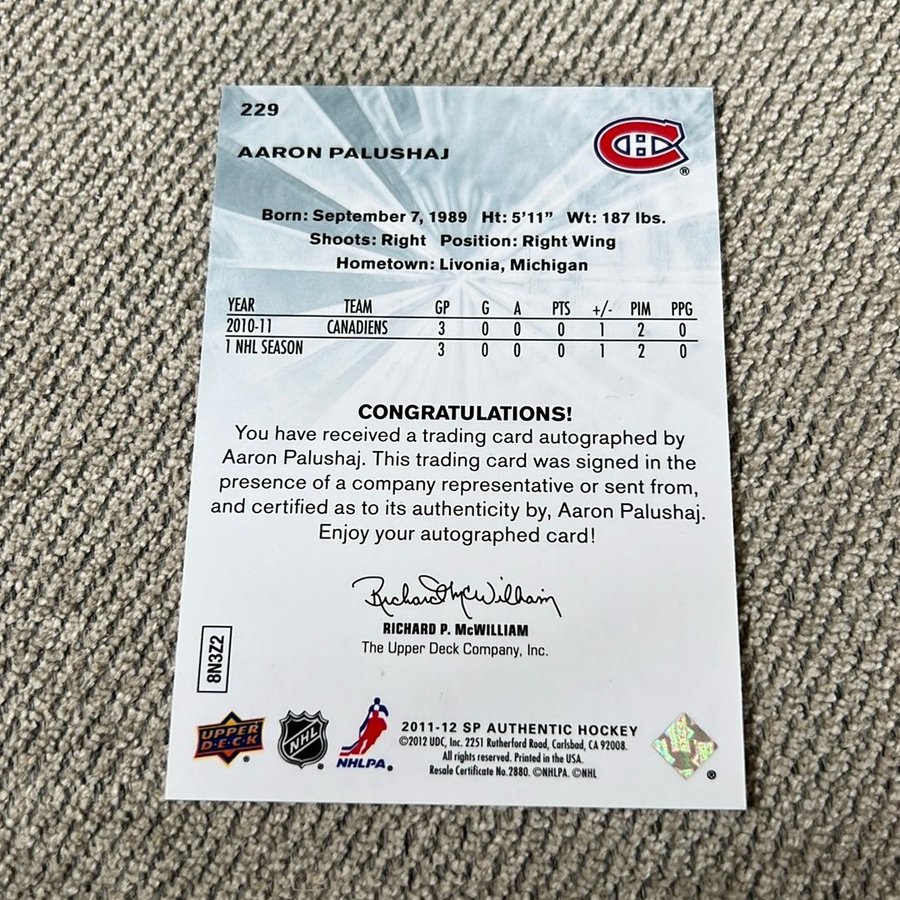 229
AARON PALUSHAJ
Born: September 7, 1989 Ht: 5'11" Wt: 187 lbs.
Shoots: Right Position: Right Wing
Hometown: Livonia, Michigan
YEAR TEAM GP G A PTS +/- PIM PPG
2010-11 CANADIENS 3 0 0 0 1 2 0
1 NHL SEASON 3 0 0 0 1 2 0
CONGRATULATIONS!
You have received a trading card autographed by
Aaron Palushaj. This trading card was signed in the
presence of a company representative or sent from,
and certified as to its authenticity by, Aaron Palushaj.
Enjoy your autographed card!
Richard McWilliam
RICHARD P. McWILLIAM
The Upper Deck Company, Inc.
8N3Z2
UPPER
DECK
NHL
NHLPA
2011-12 SP AUTHENTIC HOCKEY
©2012 UDC, Inc. 2251 Rutherford Road, Carlsbad, CA 92008.
All rights reserved. Printed in the USA.
Resale Certificate No.2880. ©NHLPA. ©NHL